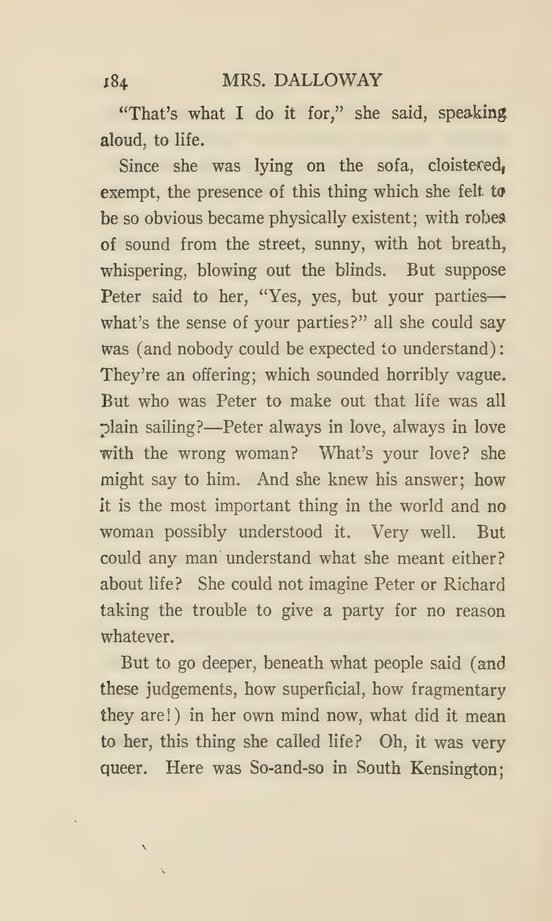 184 MRS. DALLOWAY
“That’s what I do it for,” she said, speaking
aloud, to life.
Since she was lying on the sofa, cloistered,
exempt, the presence of this thing which she felt to
be so obvious became physically existent; with robes
of sound from the street, sunny, with hot breath,
whispering, blowing out the blinds. But suppose
Peter said to her, “Yes, yes, but your parties—
what’s the sense of your parties?” all she could say
was (and nobody could be expected to understand):
They’re an offering; which sounded horribly vague.
But who was Peter to make out that life was all
plain sailing?—Peter always in love, always in love
with the wrong woman? What’s your love? she
might say to him. And she knew his answer; how
it is the most important thing in the world and no
woman possibly understood it. Very well. But
could any man understand what she meant either?
about life? She could not imagine Peter or Richard
taking the trouble to give a party for no reason
whatever.
But to go deeper, beneath what people said (and
these judgements, how superficial, how fragmentary
they are!) in her own mind now, what did it mean
to her, this thing she called life? Oh, it was very
queer. Here was So-and-so in South Kensington;